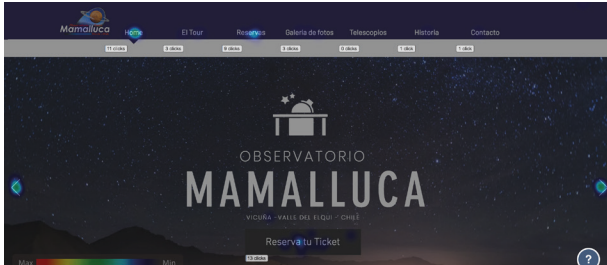 Mamalluca
Home El Tour Reservas Galería de fotos Telescopios Historia Contacto
11 clicks 3 clicks 9 clicks 3 clicks 0 clicks 1 click 1 click
OBSERVATORIO
MAMALLUCA
VICUÑA - VALLE DEL ELQUI - CHILE
Reserva tu Ticket
13 clicks
Max Min
?